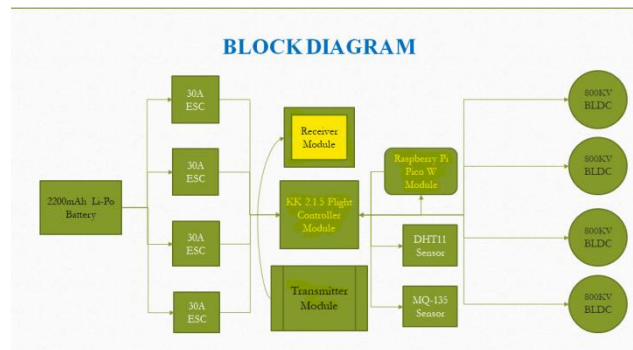 BLOCK DIAGRAM
30A
ESC
30A
ESC
30A
ESC
30A
ESC
2200mAh Li-Po
Battery
Receiver
Module
KK 2.1.5 Flight
Controller
Module
Transmitter
Module
Raspberry Pi
Pico W
Module
DHT11
Sensor
MQ-135
Sensor
800KV
BLDC
800KV
BLDC
800KV
BLDC
800KV
BLDC